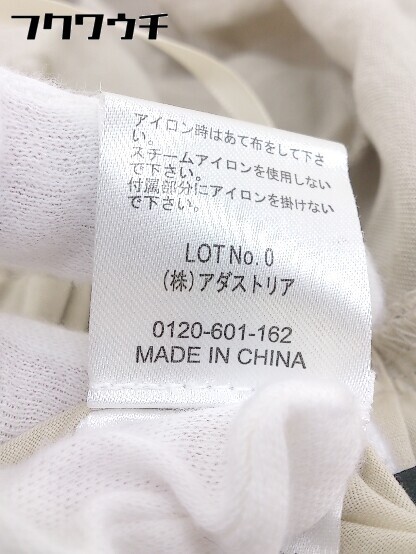 フクワウチ
アイロン時はあて布をして下さ
い。
スチームアイロンを使用しない
で下さい。
付属部分にアイロンを掛けない
で下さい。
LOT No. 0
(株)アダストリア
0120-601-162
MADE IN CHINA